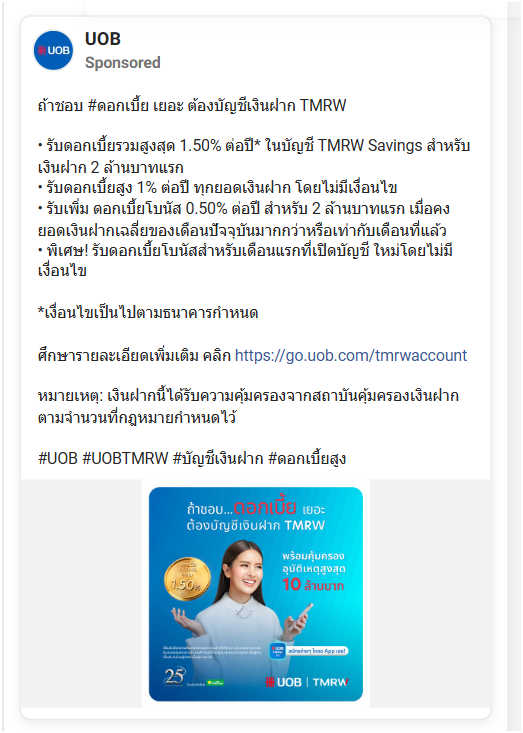 UOB
UOB
Sponsored
ถ้าชอบ #ดอกเบี้ย เยอะ ต้องบัญชีเงินฝาก TMRW
• รับดอกเบี้ยรวมสูงสุด 1.50% ต่อปี* ในบัญชี TMRW Savings สำหรับ
เงินฝาก 2 ล้านบาทแรก
• รับดอกเบี้ยสูง 1% ต่อปี ทุกยอดเงินฝาก โดยไม่มีเงื่อนไข
• รับเพิ่ม ดอกเบี้ยโบนัส 0.50% ต่อปี สำหรับ 2 ล้านบาทแรก เมื่อคง
ยอดเงินฝากเฉลี่ยของเดือนปัจจุบันมากกว่าหรือเท่ากับเดือนที่แล้ว
• พิเศษ! รับดอกเบี้ยโบนัสสำหรับเดือนแรกที่เปิดบัญชี ใหม่โดยไม่มี
เงื่อนไข
*เงื่อนไขเป็นไปตามธนาคารกำหนด
ศึกษารายละเอียดเพิ่มเติม คลิก https://go.uob.com/tmrwaccount
หมายเหตุ: เงินฝากนี้ได้รับความคุ้มครองจากสถาบันคุ้มครองเงินฝาก
ตามจำนวนที่กฎหมายกำหนดไว้
#UOB #UOBTMRW #บัญชีเงินฝาก #ดอกเบี้ยสูง
ถ้าชอบ...ดอกเบี้ย เยอะ
ต้องบัญชีเงินฝาก TMRW
พร้อมคุ้มครอง
อุบัติเหตุสูงสุด
10 ล้านบาท
1.50%
สมัครง่ายๆ โหลด App เลย!
25
UOB | TMRW